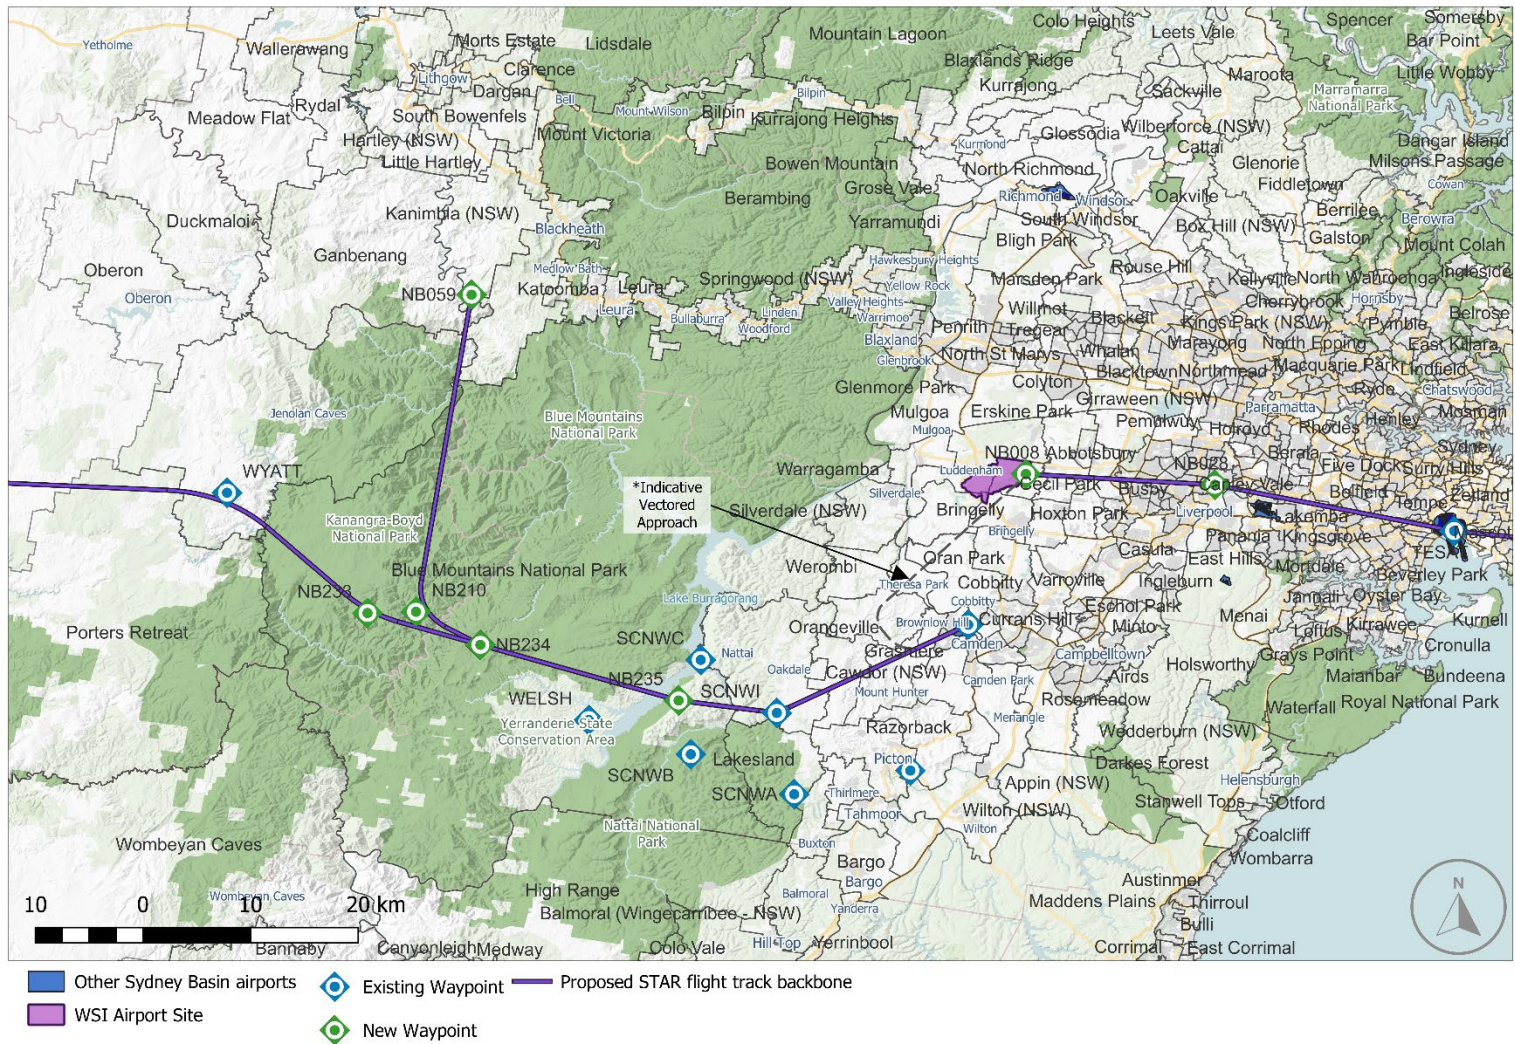 Yetholme
Wallerawang
Morts Estate
Lidsdale
Mountain Lagoon
Colo Heights
Leets Vale
Spencer
Somersby
Bar Point
Lithgow
Clarence
Dargan
Blaxlands Ridge
Kurrajong
Maroota
Little Wobby
Sackville
Marramarra
National Park
Rydal
Meadow Flat
South Bowenfels
Bell
Mount Wilson
Bilpin
Bilpin
Kurrajong Heights
Mount Victoria
Hartley (NSW)
Little Hartley
Glossodia
Wilberforce (NSW)
Cattai
Kurmond
Dangar Island
Milsons Passage
Glenorie
Fiddletown
Cowan
Bowen Mountain
North Richmond
Grose Vale
Berambing
Richmond
Windsor
Oakville
Berrilee
Berowra
Duckmaloi
Kanimbla (NSW)
Blackheath
Yarramundi
South Windsor
Bligh Park
Box Hill (NSW)
Galston
Mount Colah
Ganbenang
Oberon
Oberon
Medlow Bath
Katoomba
Leura
Leura
Springwood (NSW)
Hawkesbury Heights
Yellow Rock
Marsden Park
Rouse Hill
Kellyville
North Wahroonga
Ingleside
NB059
Bullaburra
Linden
Woodford
Valley Heights
Warrimoo
Willmot
Cherrybrook
Hornsby
Belrose
Penrith
Tregear
Blackett
Kings Park (NSW)
Pymble
Blaxland
Glenbrook
North St Marys
Whalan
Marayong
North Epping
East Killara
Blacktown
Northmead
Macquarie Park
Lindfield
Glenmore Park
Colyton
Girraween (NSW)
Ryde
Chatswood
Jenolan Caves
Blue Mountains
National Park
Mulgoa
Mulgoa
Erskine Park
Pemulwuy
Parramatta
Holroyd
Rhodes
Henley
Mosman
NB008
Abbotsbury
NB028
Berala
Five Dock
Sydney
Surry Hills
WYATT
Warragamba
Luddenham
Cecil Park
Busby
Canley Vale
Belfield
Tempe
Zetland
*Indicative
Vectored
Approach
Silverdale
Silverdale (NSW)
Bringelly
Bringelly
Hoxton Park
Liverpool
Lakemba
Mascot
Kanangra-Boyd
National Park
Panania
Kingsgrove
TESAT
Oran Park
Casula
East Hills
Mortdale
Beverley Park
Blue Mountains National Park
Werombi
Theresa Park
Cobbitty
Cobbitty
Varroville
Ingleburn
NB233
NB210
Lake Burragorang
Eschol Park
Minto
Menai
Jannali
Oyster Bay
Kurnell
Porters Retreat
NB234
SCNWC
Nattai
Orangeville
Brownlow Hill
Currans Hill
Camden
Loftus
Kirrawee
Cronulla
Grasmere
Campbelltown
Holsworthy
Grays Point
NB235
SCNWI
Oakdale
Cawdor (NSW)
Mount Hunter
Camden Park
Airds
Maianbar
Bundeena
WELSH
Rosemeadow
Waterfall
Royal National Park
Yerranderie State
Conservation Area
Razorback
Menangle
Wedderburn (NSW)
Lakesland
SCNWB
Picton
Darkes Forest
Helensburgh
SCNWA
Thirlmere
Tahmoor
Appin (NSW)
Wilton (NSW)
Wilton
Stanwell Tops
Otford
Nattai National
Park
Coalcliff
Wombarra
Wombeyan Caves
Wombeyan Caves
Buxton
Bargo
Bargo
Austinmer
High Range
Balmoral
Yanderra
Maddens Plains
Thirroul
Bulli
Balmoral (Wingecarribee - NSW)
Hill Top
Yerrinbool
Corrimal
East Corrimal
Bannaby
Canyonleigh
Medway
Colo Vale
10 0 10 20 km
N
Other Sydney Basin airports
Existing Waypoint
Proposed STAR flight track backbone
WSI Airport Site
New Waypoint